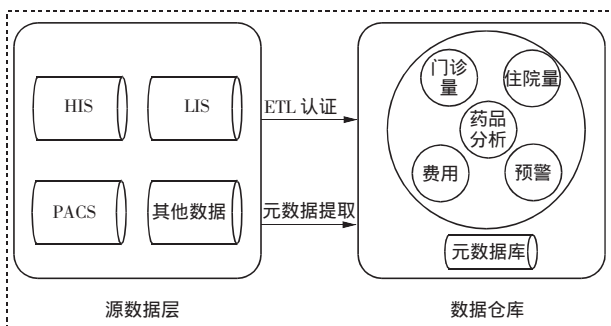 HIS
LIS
ETL 认证
门诊
量
住院量
药品
分析
费用
预警
PACS
其他数据
元数据提取
元数据库
源数据层
数据仓库